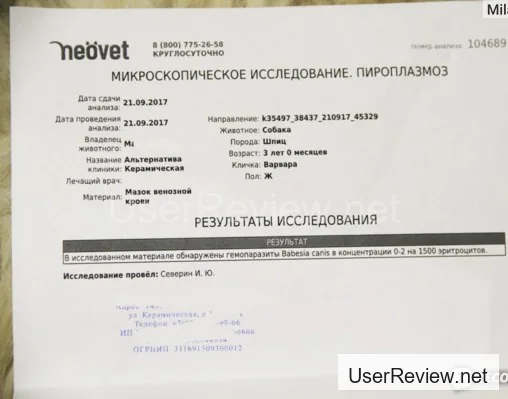 Mila
neovet
8 (800) 775-26-58
КРУГЛОСУТОЧНО
Номер анализа: 104689
МИКРОСКОПИЧЕСКОЕ ИССЛЕДОВАНИЕ. ПИРОПЛАЗМОЗ
Дата сдачи анализа: 21.09.2017
Дата проведения анализа: 21.09.2017
Направление: k35497_38437_210917_45329
Владелец животного:
Животное: Собака
Порода: Шпиц
Название клиники: Альтернатива Керамическая
Возраст: 3 лет 0 месяцев
Кличка: Варвара
Лечащий врач:
Пол: Ж
Материал: Мазок венозной крови
UserReview.net
РЕЗУЛЬТАТЫ ИССЛЕДОВАНИЯ
РЕЗУЛЬТАТ
В исследованном материале обнаружены гемопаразиты Babesia canis в концентрации 0-2 на 1500 эритроцитов.
Исследование провёл: Северин И. Ю.
ул Керамическая,
Телефон
ИП
ОГРНИП 311691509300012
UserReview.net